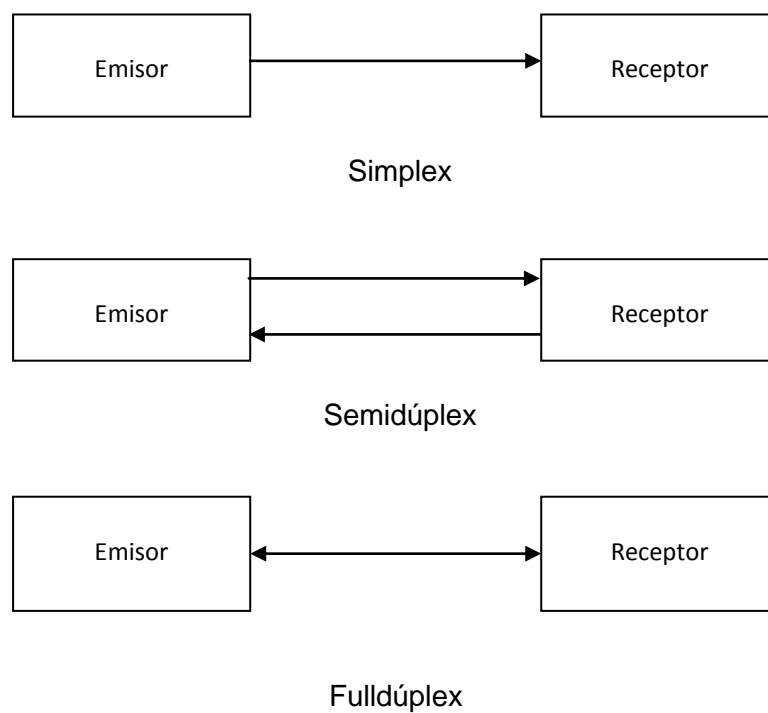 Emisor
Receptor
Simplex
Emisor
Receptor
Semidúplex
Emisor
Receptor
Fulldúplex